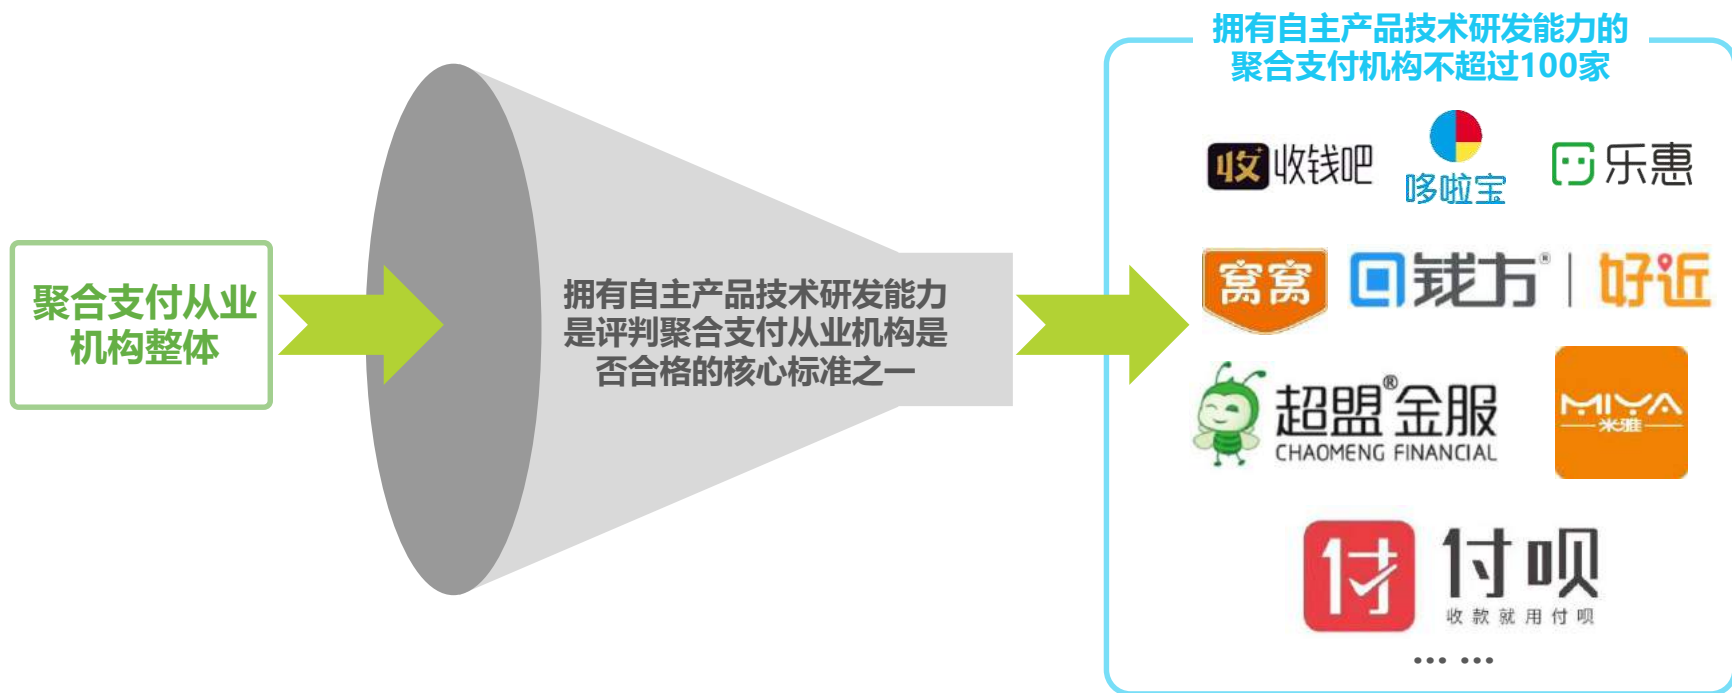 聚合支付从业
机构整体
拥有自主产品技术研发能力
是评判聚合支付从业机构是
否合格的核心标准之一
拥有自主产品技术研发能力的
聚合支付机构不超过100家
收 收钱吧
哆啦宝
乐惠
窝窝
钱方® | 好近
超盟®金服
CHAOMENG FINANCIAL
MIYA
米雅
付 付呗
收款就用付呗
… …